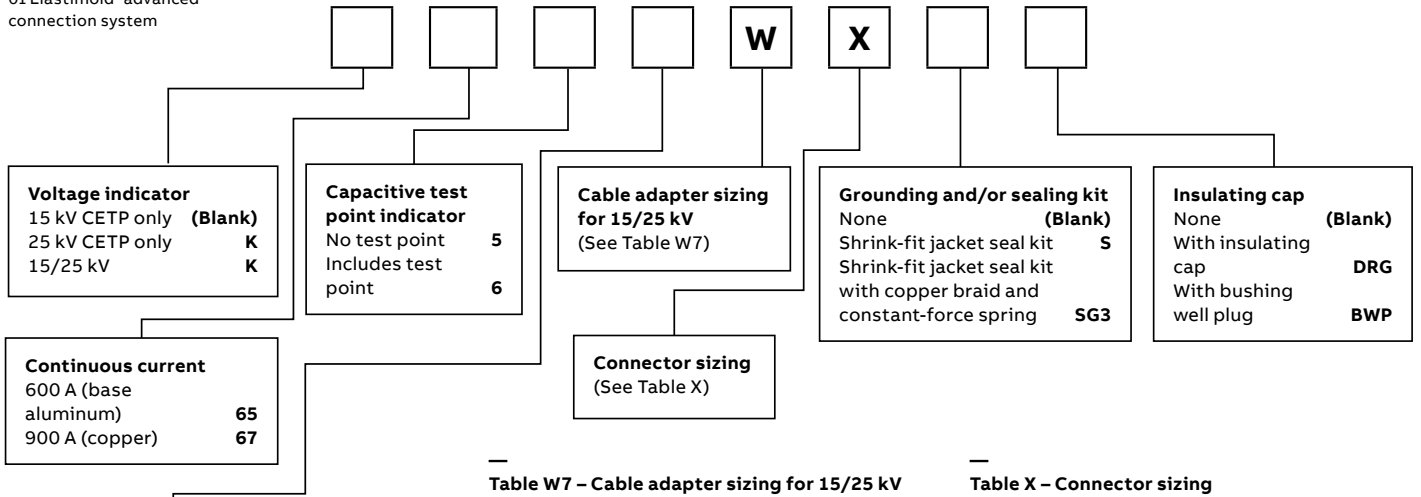 connection system
W X
Voltage indicator
15 kV CETP only (Blank)
25 kV CETP only K
15/25 kV K
Continuous current
600 A (base
aluminum) 65
900 A (copper) 67
Capacitive test
point indicator
No test point 5
Includes test
point 6
Cable adapter sizing
for 15/25 kV
(See Table W7)
Connector sizing
(See Table X)
Grounding and/or sealing kit
None (Blank)
Shrink-fit jacket seal kit S
Shrink-fit jacket seal kit
with copper braid and
constant-force spring SG3
Insulating cap
None (Blank)
With insulating
cap DRG
With bushing
well plug BWP
—
Table W7 – Cable adapter sizing for 15/25 kV
—
Table X – Connector sizing